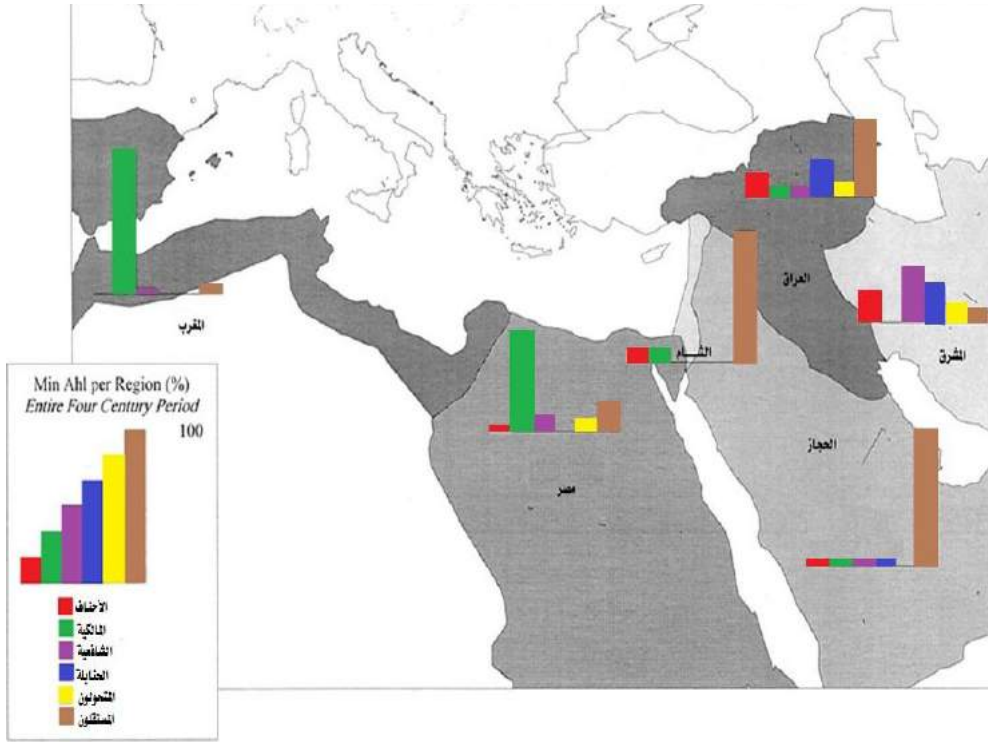 العراق
المغرب
الشـــام
المشرق
الحجاز
مصر
Min Ahl per Region (%)
Entire Four Century Period
100
الأحناف
المالكية
الشافعية
الحنابلة
المتحولون
المستقلون